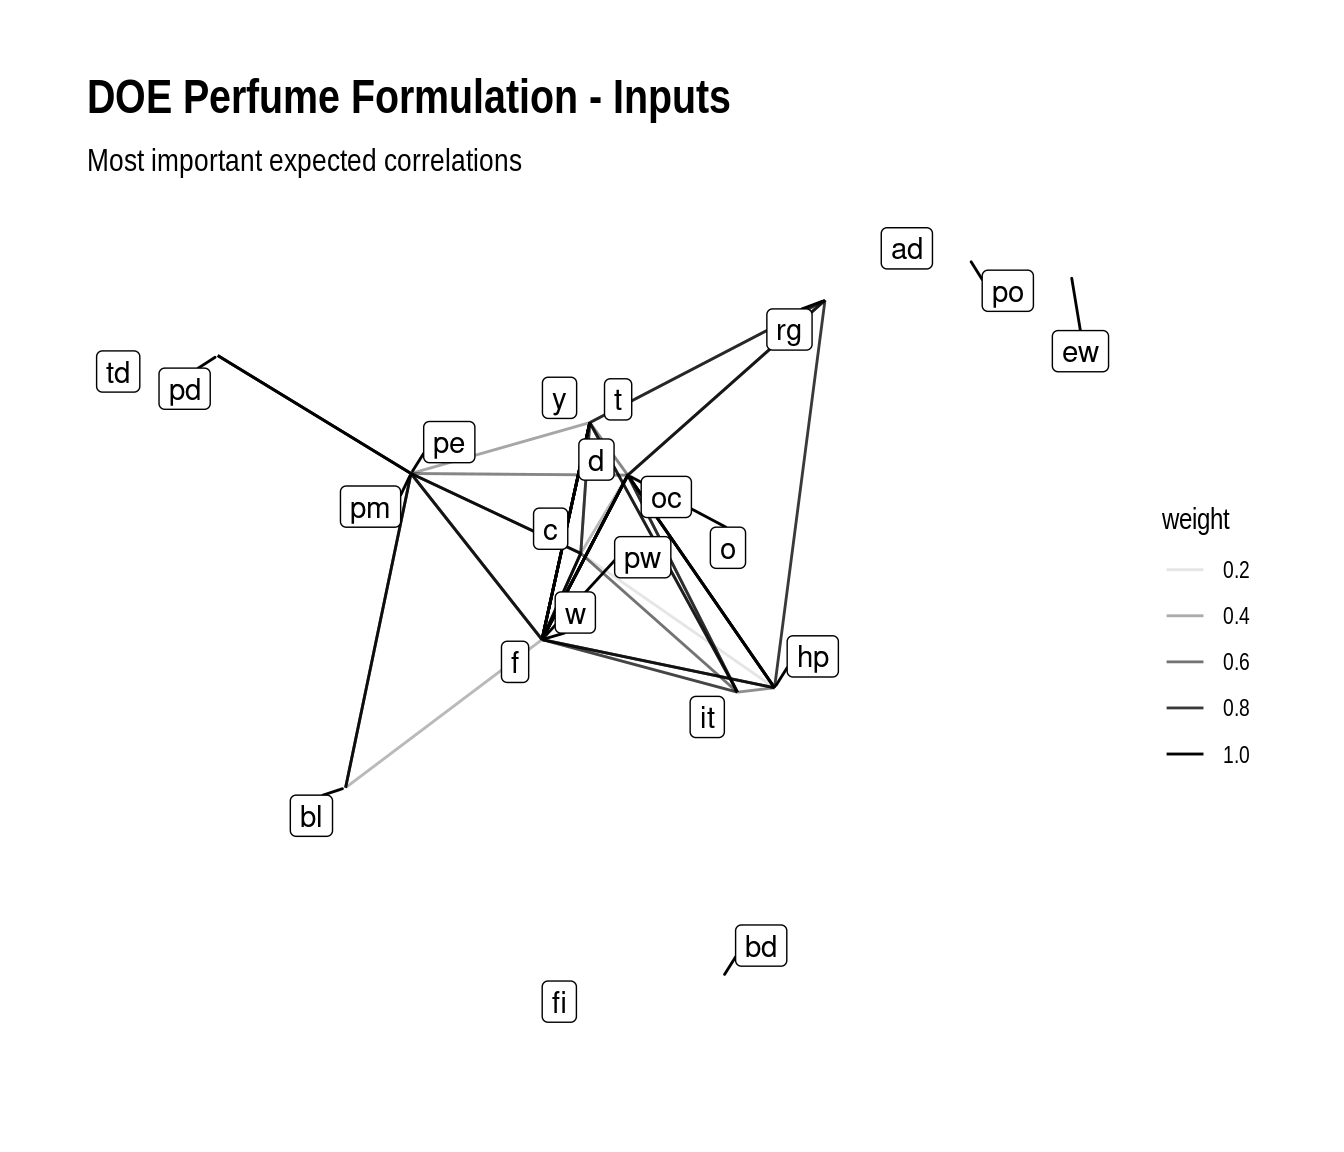 DOE Perfume Formulation - Inputs
Most important expected correlations
ad
po
rg
ew
td
pd
y
t
pe
d
pm
oc
c
o
pw
w
f
hp
it
bl
bd
fi
weight
0.2
0.4
0.6
0.8
1.0